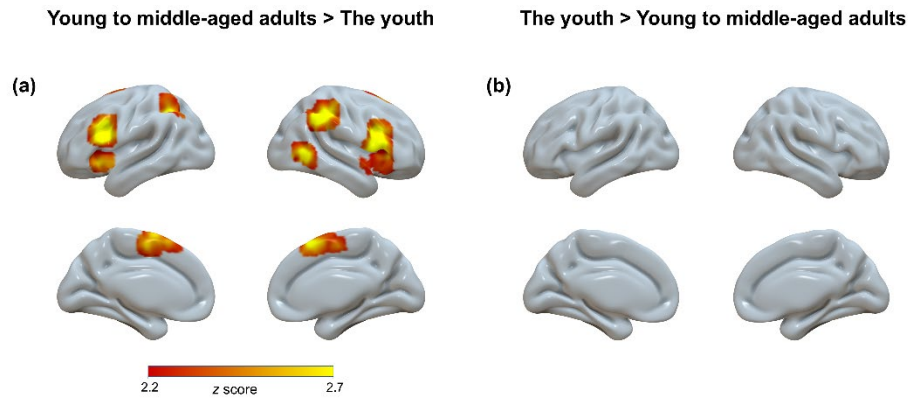 Young to middle-aged adults > The youth
The youth > Young to middle-aged adults
(a)
(b)
2.2
z score
2.7